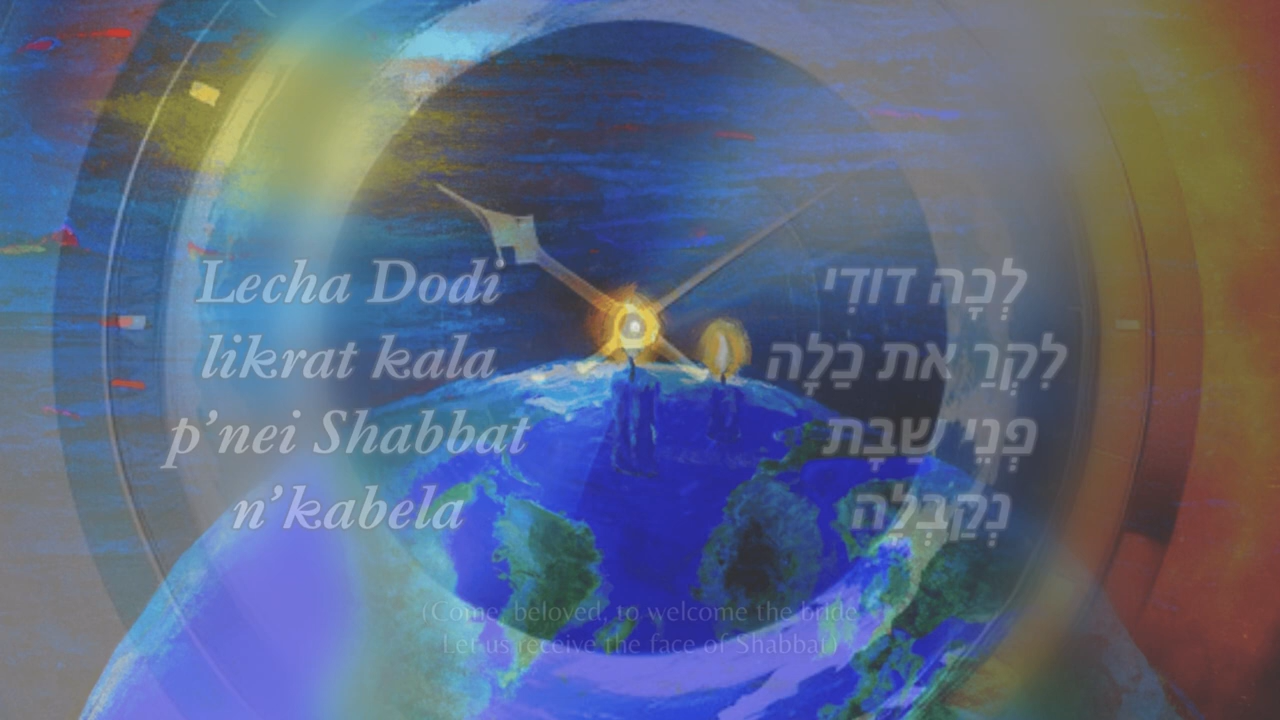 Lecha Dodi
likrat kala
p’nei Shabbat
n’kabela
לְכָה דוֹדִי
לִקְרַ את כַּלָה
פְּנֵי שַׁבָּת
נְקַבְּלָה
(Come, beloved, to welcome the bride
Let us receive the face of Shabbat)